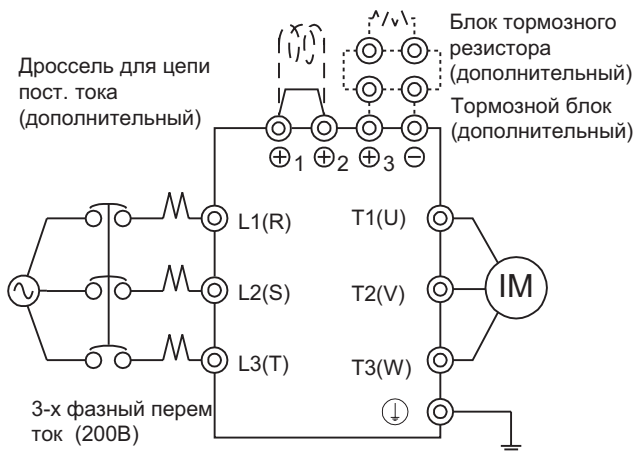 Блок тормозного
резистора
(дополнительный)
Дроссель для цепи
пост. тока
(дополнительный)
Тормозной блок
(дополнительный)
⊕1 ⊕2 ⊕3 ⊖
L1(R)
T1(U)
L2(S)
T2(V)
IM
L3(T)
T3(W)
3-х фазный перем
ток (200В)